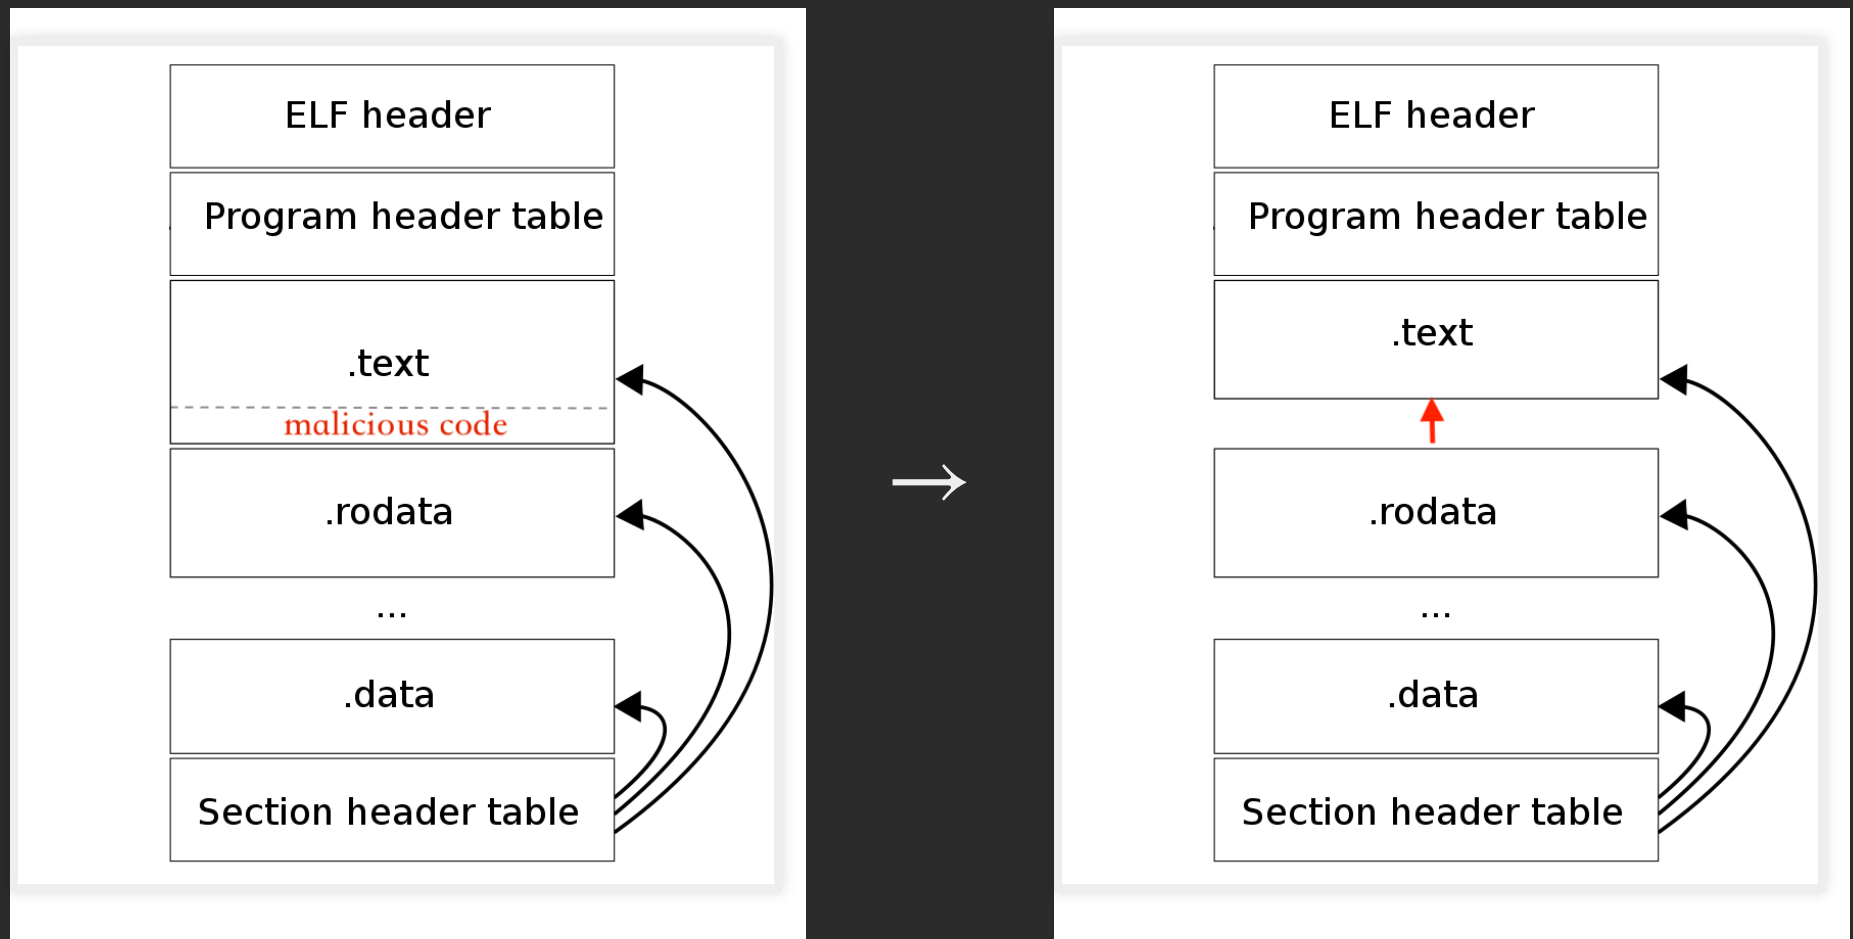 ELF header
Program header table
.text
malicious code
.rodata
...
.data
Section header table
→
ELF header
Program header table
.text
.rodata
...
.data
Section header table